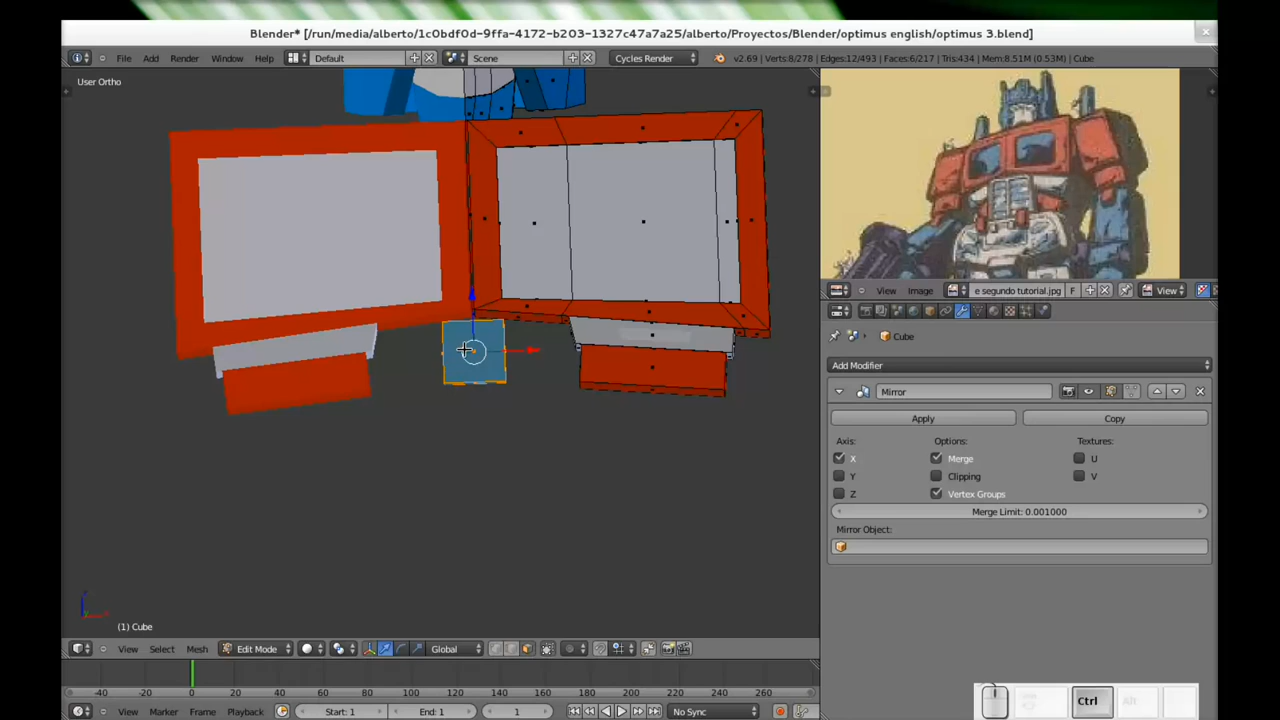 Blender* [/run/media/alberto/1c0bdf0d-9ffa-4172-b203-1327c47a7a25/alberto/Proyectos/Blender/optimus english/optimus 3.blend]
File Add Render Window Help Default Scene Cycles Render v2.69 | Verts:8/278 | Edges:12/493 | Faces:6/217 | Tris:434 | Mem:8.51M (0.53M) | Cube
User Ortho
View Image e segundo tutorial.jpg F View
Cube
Add Modifier
Mirror
Apply Copy
Axis: Options: Textures:
X Merge U
Y Clipping V
Z Vertex Groups
Merge Limit: 0.001000
Mirror Object:
(1) Cube
View Select Mesh Edit Mode Global
-40 -20 0 20 40 60 80 100 120 140 160 180 200 220 240 260
View Marker Frame Playback Start: 1 End: 1 1 No Sync
Ctrl Alt